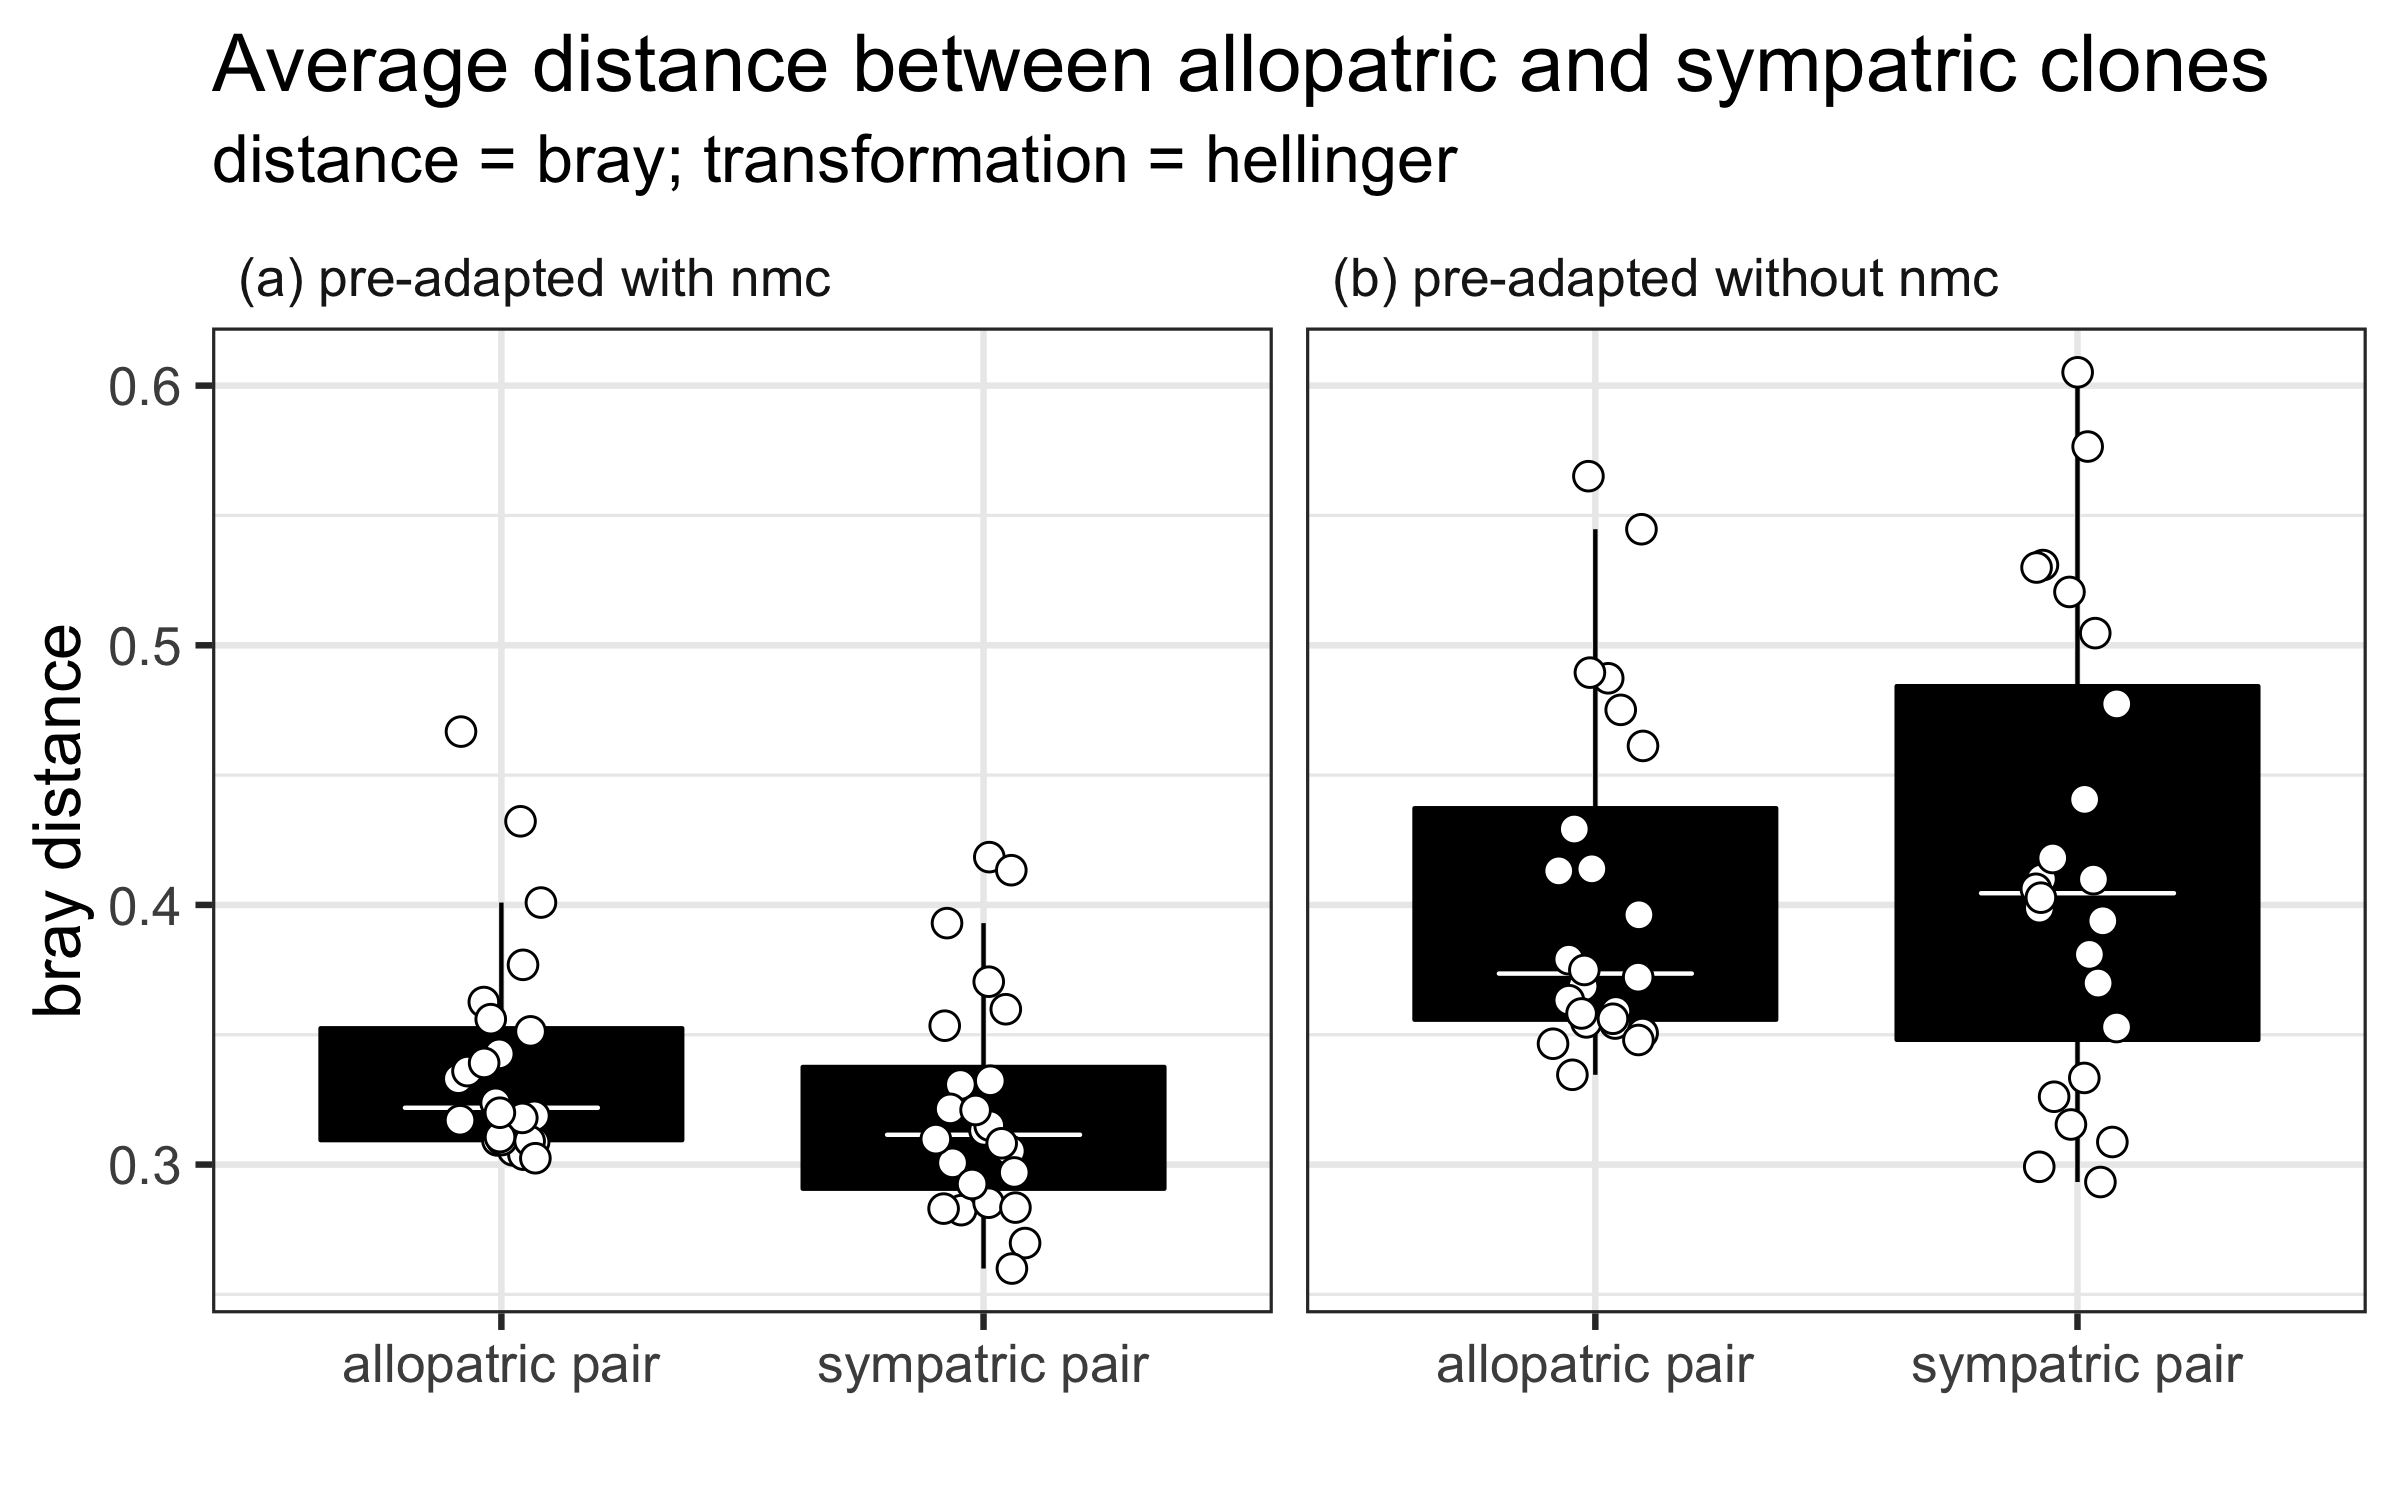 Average distance between allopatric and sympatric clones
distance = bray; transformation = hellinger
(a) pre-adapted with nmc
(b) pre-adapted without nmc
bray distance
0.6
0.5
0.4
0.3
allopatric pair
sympatric pair
allopatric pair
sympatric pair